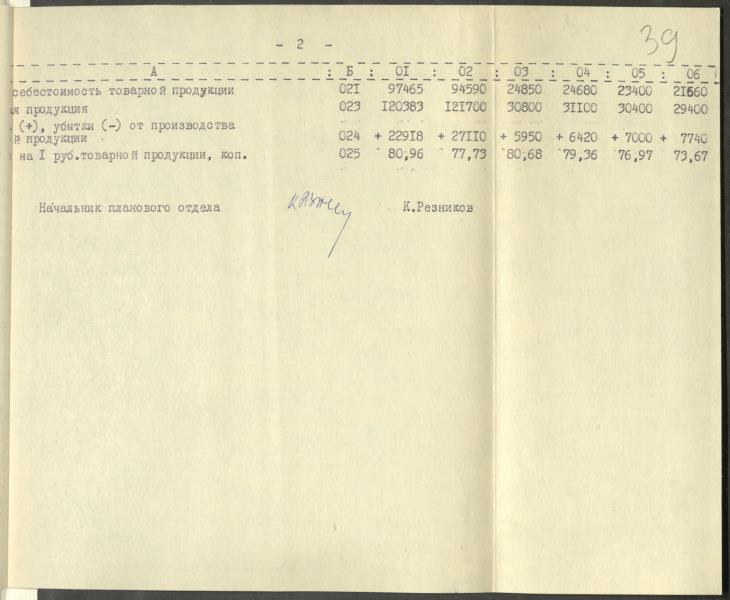 39
- 2 -
А : Б : 01 : 02 : 03 : 04 : 05 : 06 :
себестоимость товарной продукции 021 97465 94590 24850 24680 23400 21560
я продукция 023 120383 121700 30800 31100 30400 29400
(+), убытки (-) от производства
й продукции 024 + 22918 + 27110 + 5950 + 6420 + 7000 + 7740
на I руб.товарной продукции, коп. 025 80,96 77,73 80,68 79,36 76,97 73,67
Начальник планового отдела К.Резников